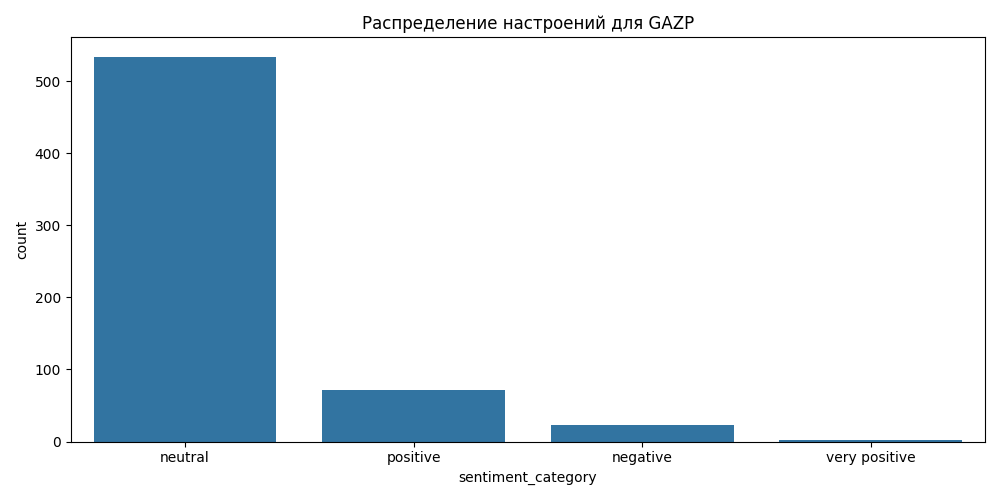 Распределение настроений для GAZP
500
400
300
200
100
0
count
neutral
positive
negative
very positive
sentiment_category